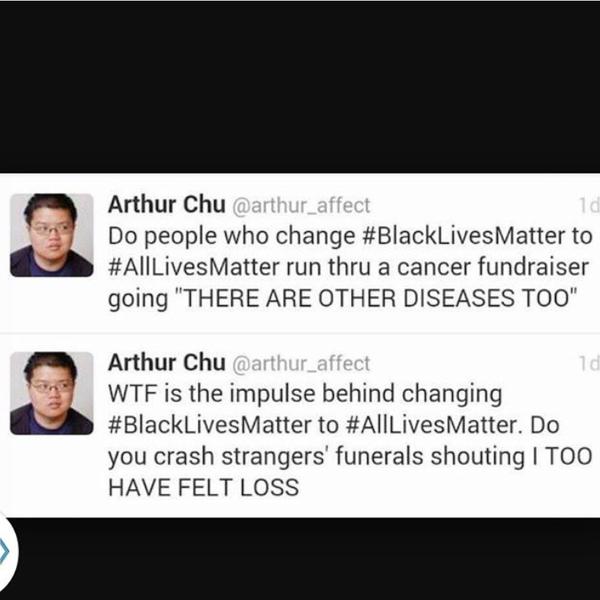 Arthur Chu @arthur_affect 1d
Do people who change #BlackLivesMatter to
#AllLivesMatter run thru a cancer fundraiser
going "THERE ARE OTHER DISEASES TOO"
Arthur Chu @arthur_affect 1d
WTF is the impulse behind changing
#BlackLivesMatter to #AllLivesMatter. Do
you crash strangers' funerals shouting I TOO
HAVE FELT LOSS